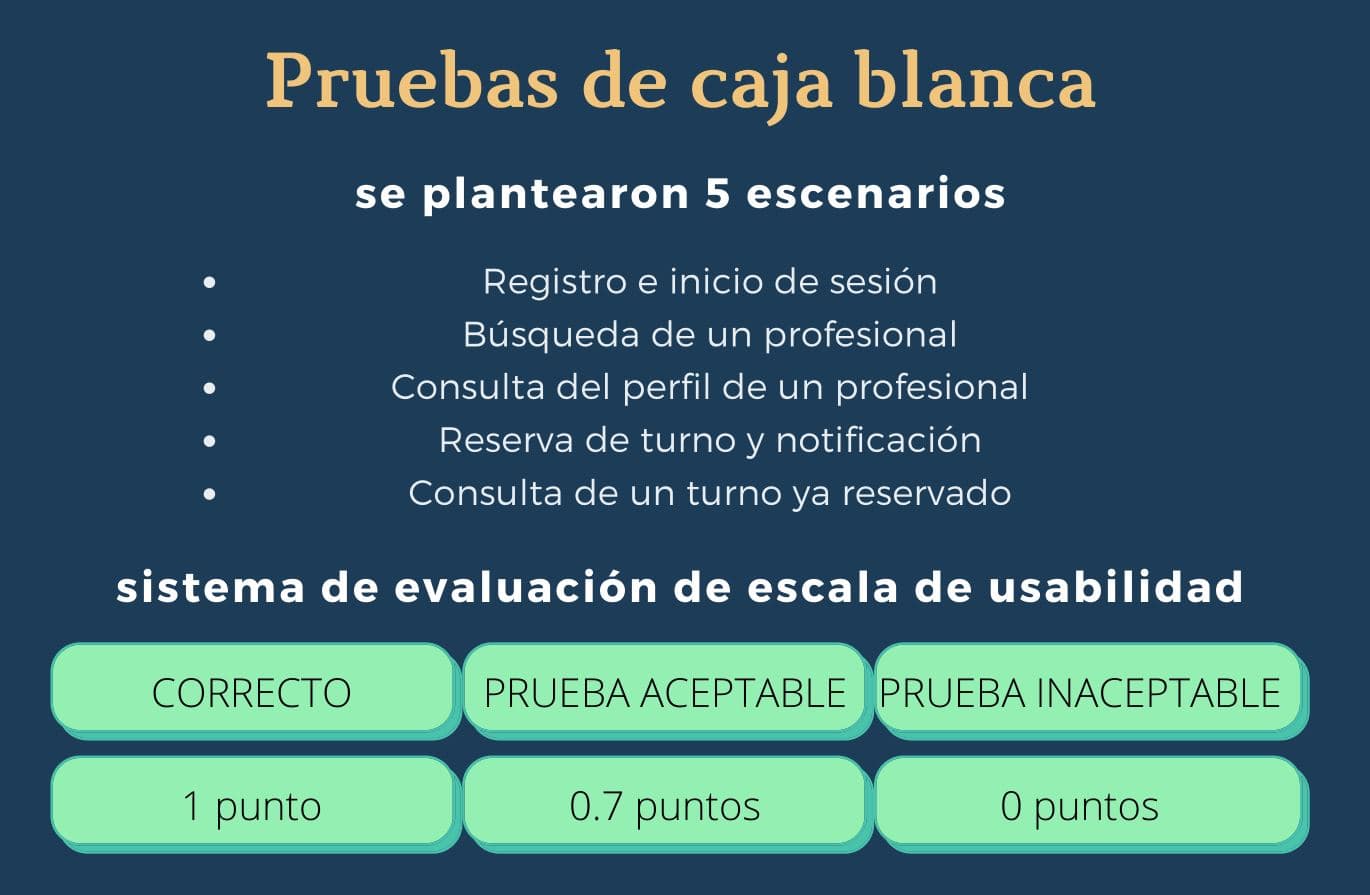 Pruebas de caja blanca
se plantearon 5 escenarios
• Registro e inicio de sesión
• Búsqueda de un profesional
• Consulta del perfil de un profesional
• Reserva de turno y notificación
• Consulta de un turno ya reservado
sistema de evaluación de escala de usabilidad
CORRECTO PRUEBA ACEPTABLE PRUEBA INACEPTABLE
1 punto 0.7 puntos 0 puntos